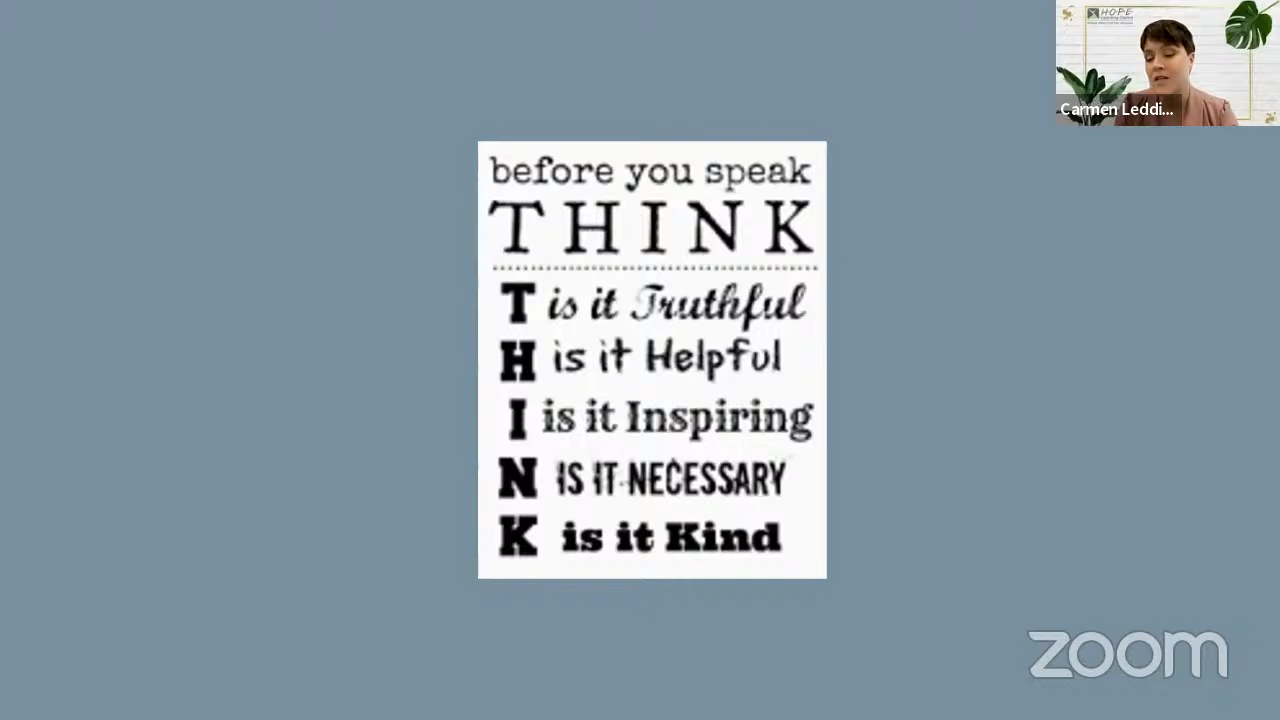 HOPE
Carmen Leddi...
before you speak
THINK
T is it Truthful
H is it Helpful
I is it Inspiring
N IS IT NECESSARY
K is it Kind
zoom